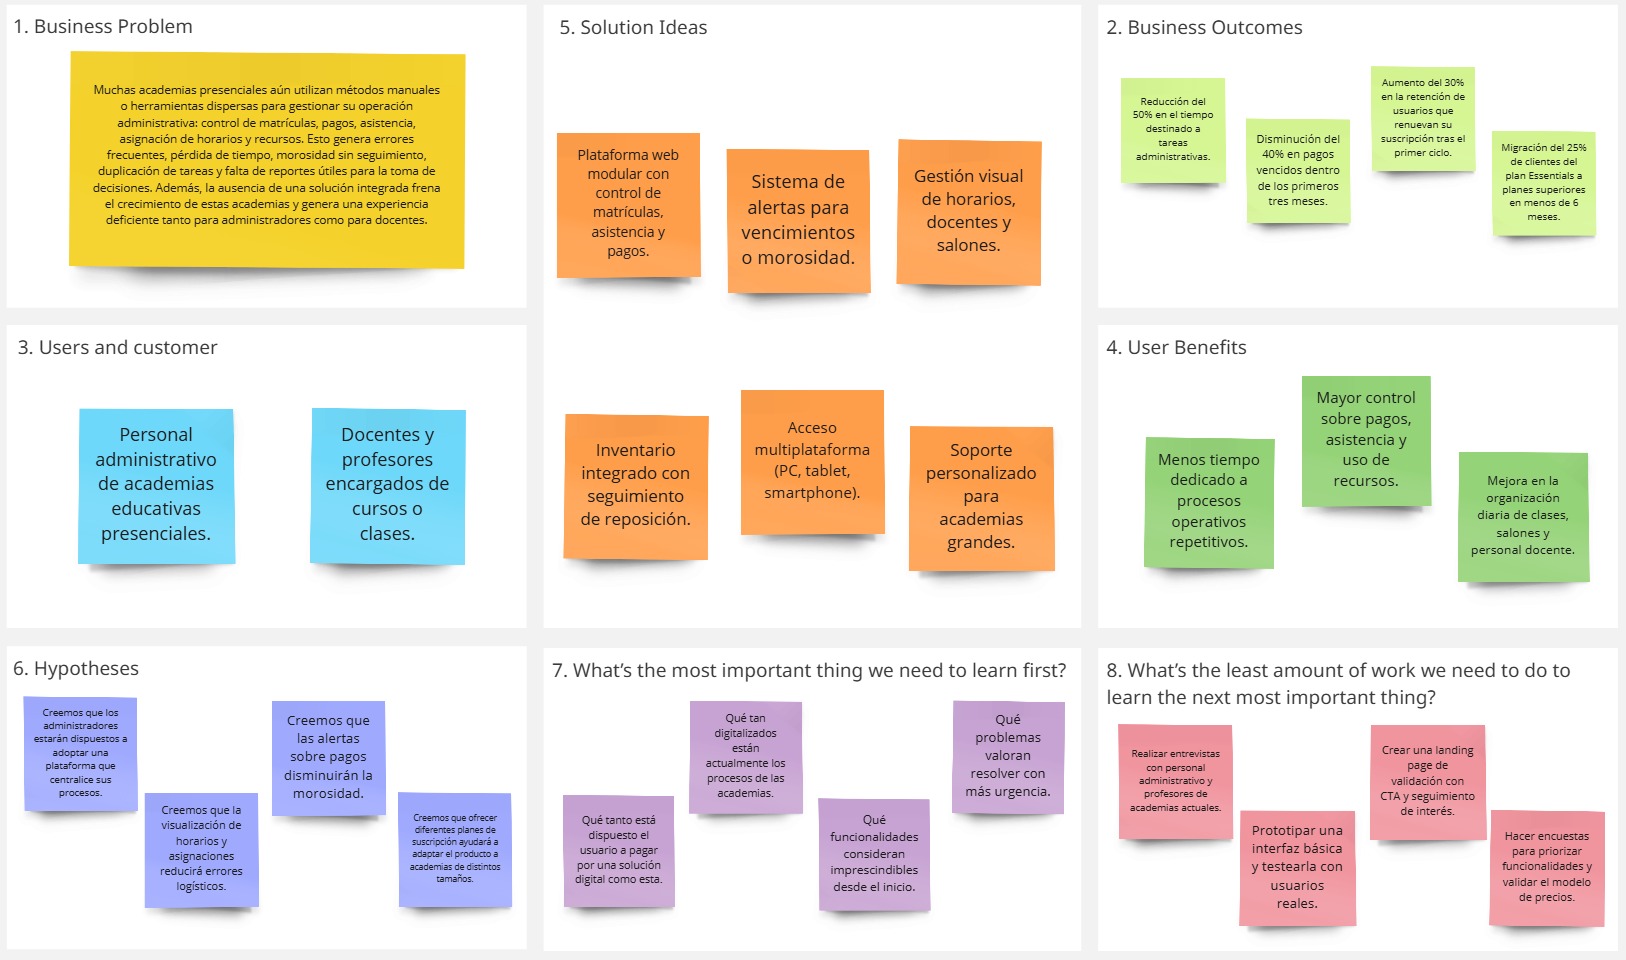 1. Business Problem
Muchas academias presenciales aún utilizan métodos manuales
o herramientas dispersas para gestionar su operación
administrativa: control de matrículas, pagos, asistencia,
asignación de horarios y recursos. Esto genera errores
frecuentes, pérdida de tiempo, morosidad sin seguimiento,
duplicación de tareas y falta de reportes útiles para la toma de
decisiones. Además, la ausencia de una solución integrada frena
el crecimiento de estas academias y genera una experiencia
deficiente tanto para administradores como para docentes.
5. Solution Ideas
Plataforma web
modular con
control de
matrículas,
asistencia y
pagos.
Sistema de
alertas para
vencimientos
o morosidad.
Gestión visual
de horarios,
docentes y
salones.
Inventario
integrado con
seguimiento
de reposición.
Acceso
multiplataforma
(PC, tablet,
smartphone).
Soporte
personalizado
para
academias
grandes.
2. Business Outcomes
Reducción del
50% en el tiempo
destinado a
tareas
administrativas.
Disminución del
40% en pagos
vencidos dentro
de los primeros
tres meses.
Aumento del 30%
en la retención de
usuarios que
renuevan su
suscripción tras el
primer ciclo.
Migración del 25%
de clientes del
plan Essentials a
planes superiores
en menos de 6
meses.
3. Users and customer
Personal
administrativo
de academias
educativas
presenciales.
Docentes y
profesores
encargados de
cursos o
clases.
4. User Benefits
Menos tiempo
dedicado a
procesos
operativos
repetitivos.
Mayor control
sobre pagos,
asistencia y
uso de
recursos.
Mejora en la
organización
diaria de clases,
salones y
personal docente.
6. Hypotheses
Creemos que los
administradores
estarán dispuestos a
adoptar una
plataforma que
centralice sus
procesos.
Creemos que la
visualización de
horarios y
asignaciones
reducirá errores
logísticos.
Creemos que
las alertas
sobre pagos
disminuirán la
morosidad.
Creemos que ofrecer
diferentes planes de
suscripción ayudará a
adaptar el producto a
academias de distintos
tamaños.
7. What's the most important thing we need to learn first?
Qué tanto está
dispuesto el
usuario a pagar
por una solución
digital como esta.
Qué tan
digitalizados
están
actualmente los
procesos de las
academias.
Qué
funcionalidades
consideran
imprescindibles
desde el inicio.
Qué
problemas
valoran
resolver con
más urgencia.
8. What's the least amount of work we need to do to
learn the next most important thing?
Realizar entrevistas
con personal
administrativo y
profesores de
academias actuales.
Prototipar una
interfaz básica
y testearla con
usuarios
reales.
Crear una landing
page de
validación con
CTA y seguimiento
de interés.
Hacer encuestas
para priorizar
funcionalidades y
validar el modelo
de precios.